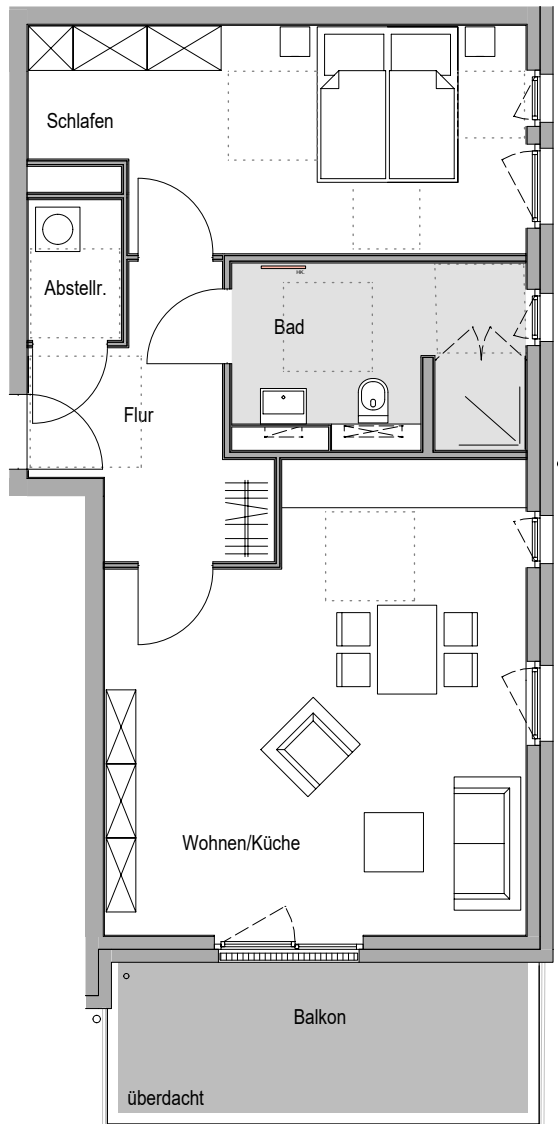 Schlafen
Abstellr.
Bad
Flur
Wohnen/Küche
Balkon
überdacht